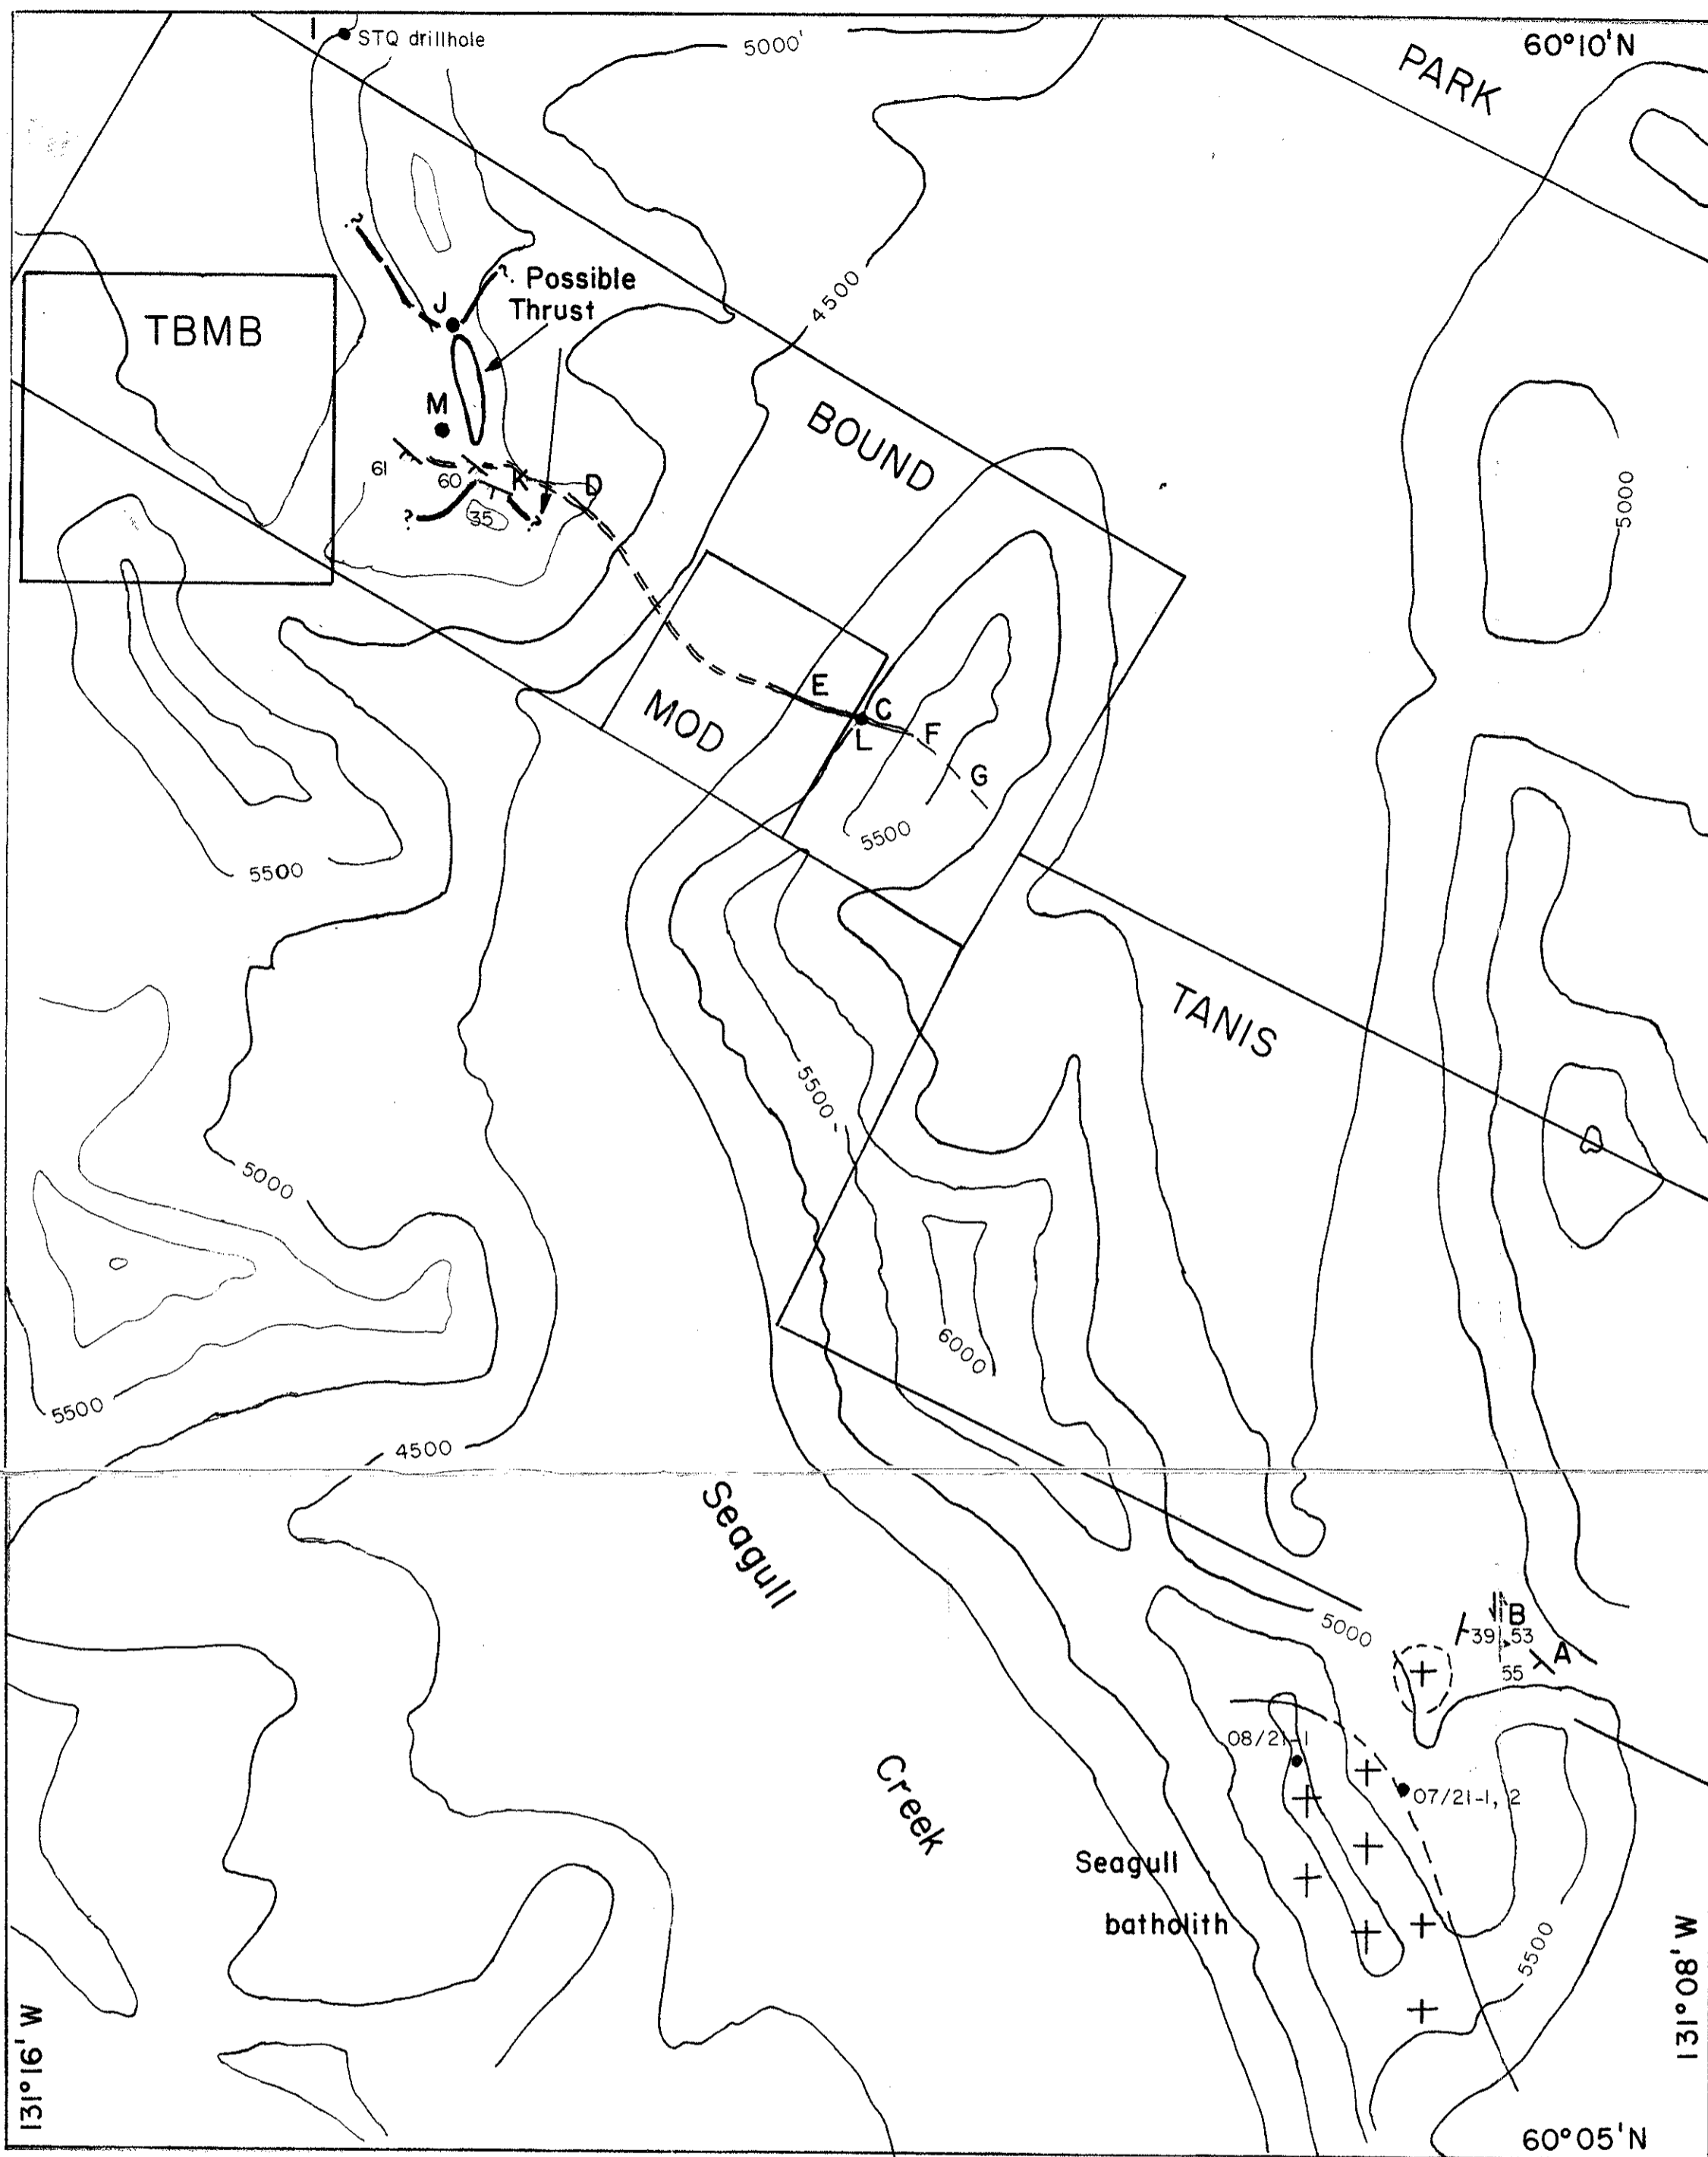 I
STQ drillhole
5000'
60°10'N
PARK
?
? Possible
Thrust
J
4500
TBMB
M
BOUND
61
60
K
D
?
35
?
5000
E
C
MOD
L
F
G
5500
5500
TANIS
5500
5000
6000
5500
4500
Seagull
5000
B
39
53
55
A
08/21-1
07/21-1, 2
Creek
Seagull
batholith
5500
131°16' W
131°08' W
60°05'N